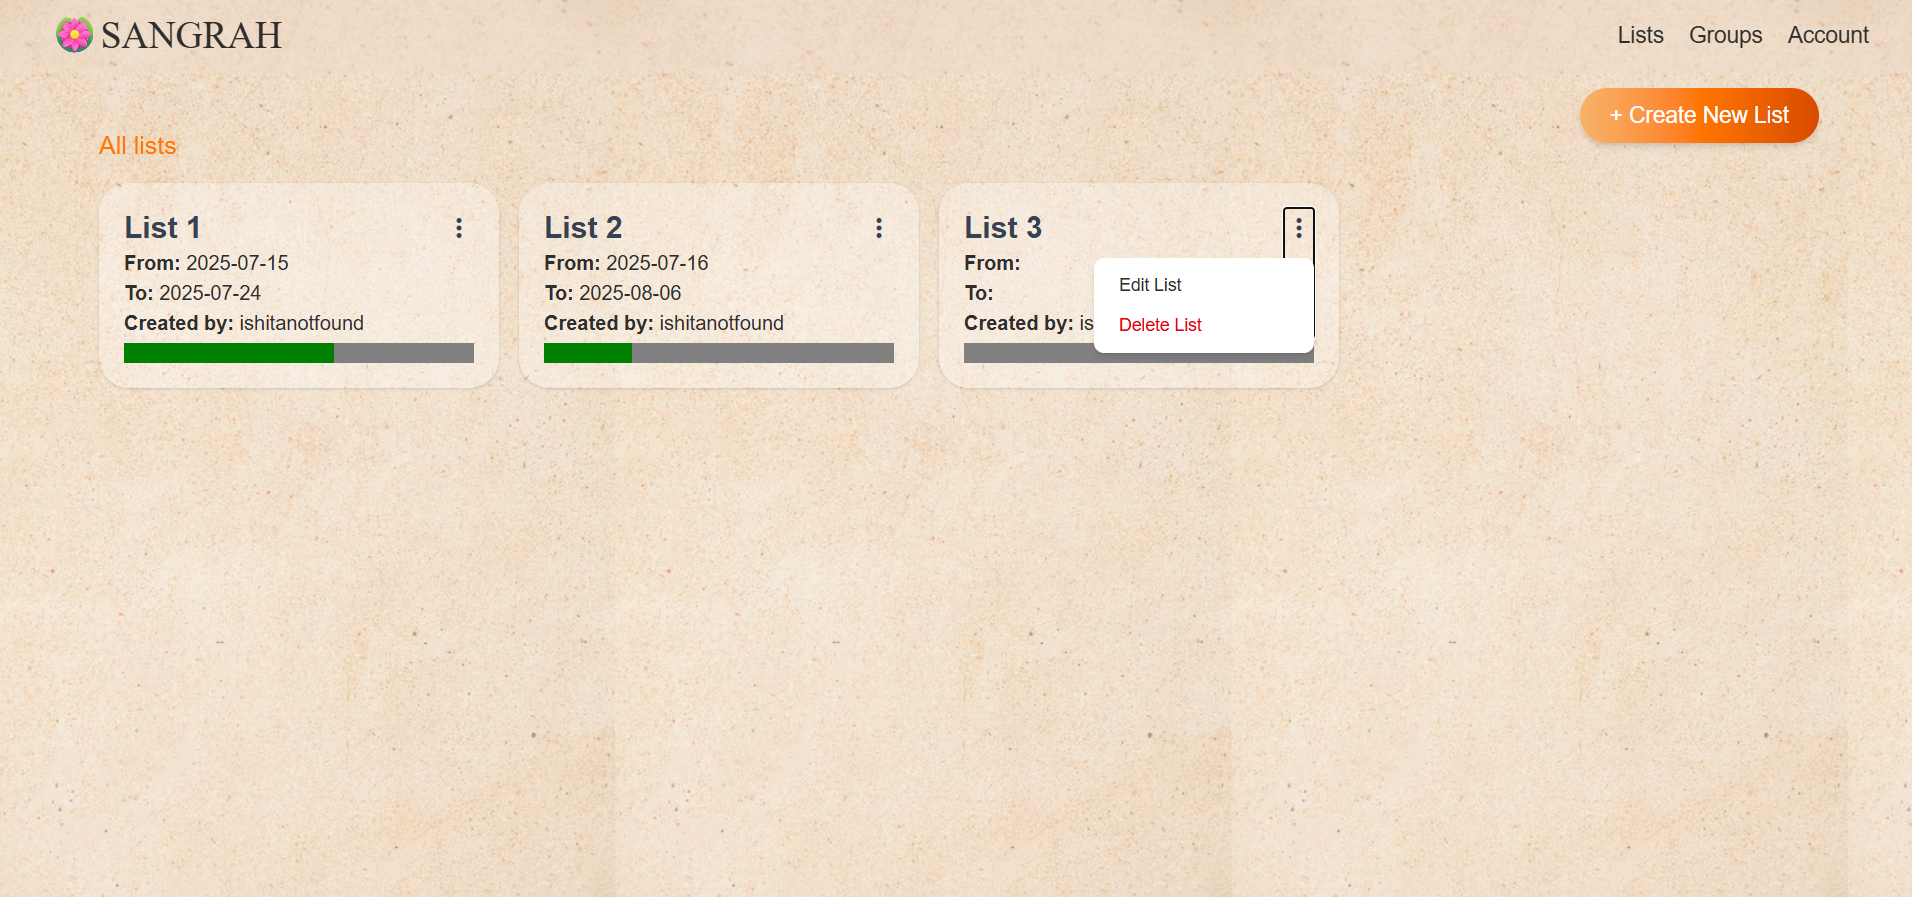 SANGRAH
Lists Groups Account
+ Create New List
All lists
List 1
From: 2025-07-15
To: 2025-07-24
Created by: ishitanotfound
List 2
From: 2025-07-16
To: 2025-08-06
Created by: ishitanotfound
List 3
From:
To:
Created by: is
Edit List
Delete List